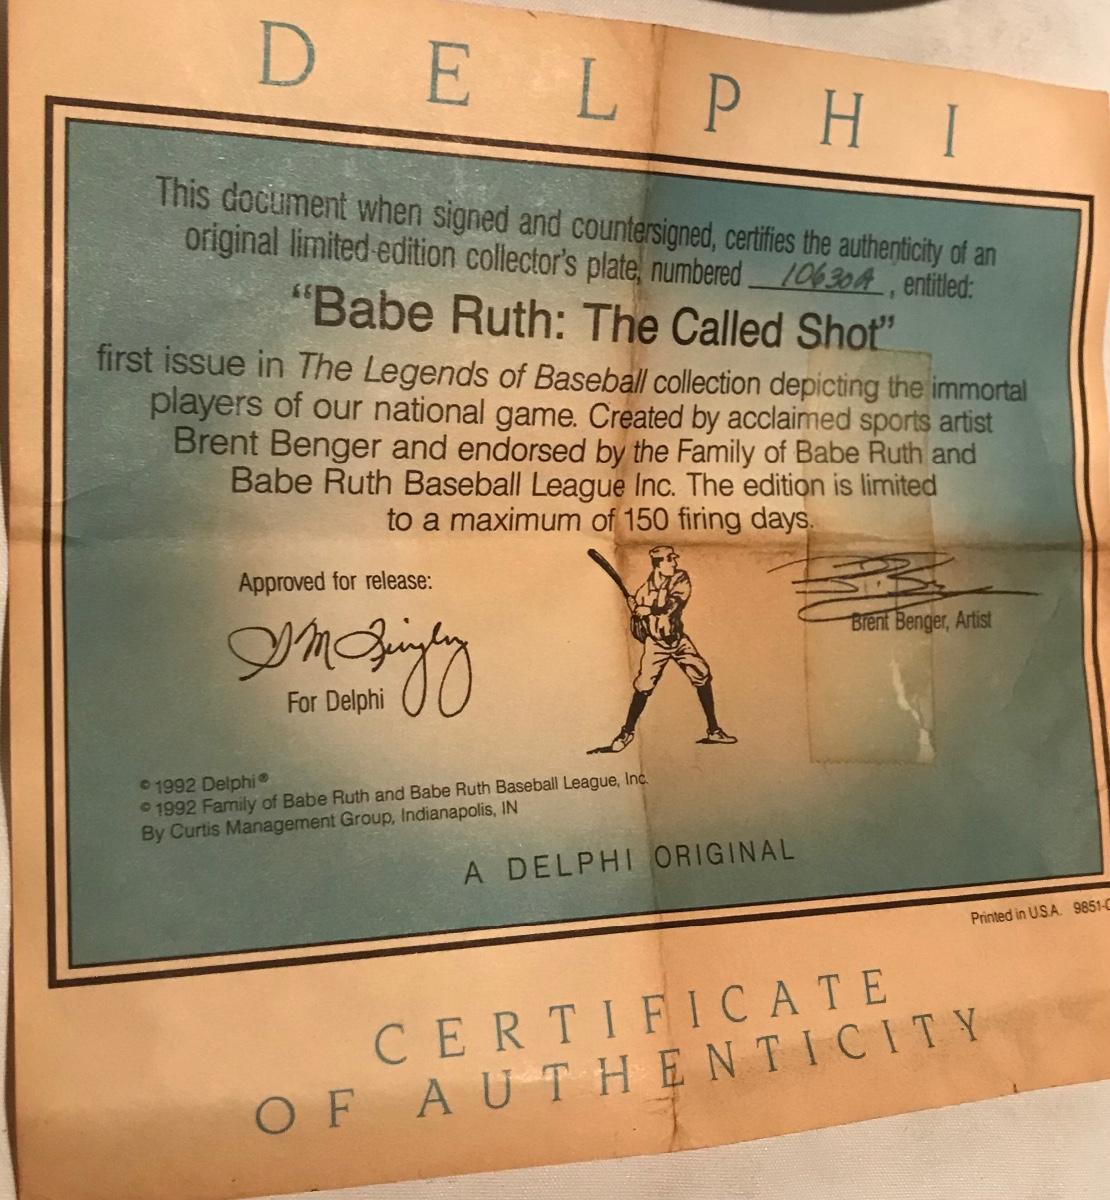 DELPHI
This document when signed and countersigned, certifies the authenticity of an
original limited-edition collector's plate, numbered 10630A, entitled:
"Babe Ruth: The Called Shot"
first issue in The Legends of Baseball collection depicting the immortal
players of our national game. Created by acclaimed sports artist
Brent Benger and endorsed by the Family of Babe Ruth and
Babe Ruth Baseball League Inc. The edition is limited
to a maximum of 150 firing days.
Approved for release:
For Delphi
Brent Benger, Artist
© 1992 Delphi®
© 1992 Family of Babe Ruth and Babe Ruth Baseball League, Inc.
By Curtis Management Group, Indianapolis, IN
A DELPHI ORIGINAL
Printed in U.S.A. 9851-
CERTIFICATE
OF AUTHENTICITY